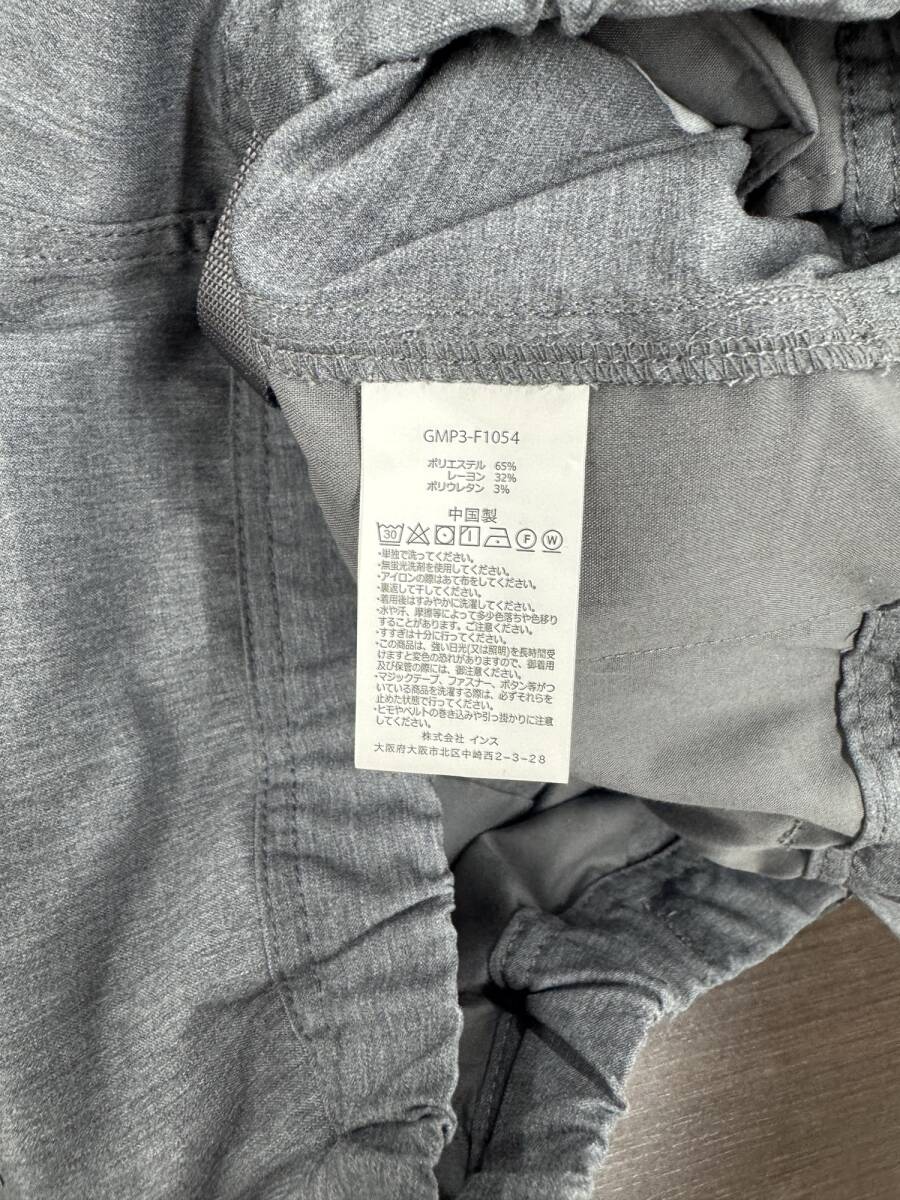 GMP3-F1054
ポリエステル 65%
レーヨン 32%
ポリウレタン 3%
中国製
30 F W
・単独で洗ってください。
・無蛍光洗剤を使用してください。
・アイロンの際はあて布をしてください。
・裏返して干してください。
・着用後はすみやかに洗濯してください。
・水や汗、摩擦等によって多少色落ちや色移り
することがあります。ご注意ください。
・すすぎは十分に行ってください。
・この商品は、強い日光(又は照明)を長時間受
けますと変色の恐れがありますので、御着用
及び保管の際には、御注意ください。
・マジックテープ、ファスナー、ボタン等がつ
いている商品を洗濯する際は、必ずそれらを
止めた状態で行ってください。
・ヒモやベルトの巻き込みや引っ掛かりに注意
してください。
株式会社 インス
大阪府大阪市北区中崎西2-3-28